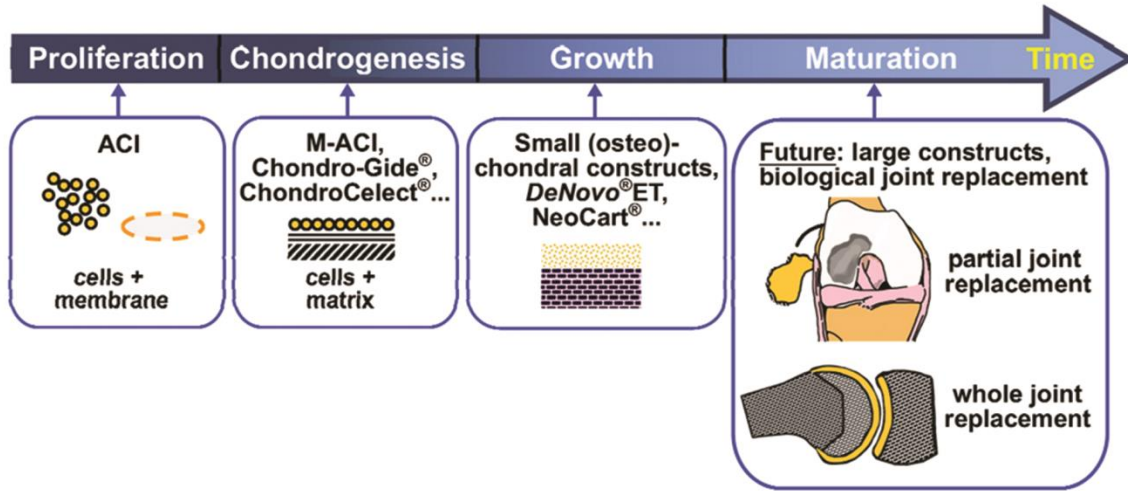 Proliferation Chondrogenesis Growth Maturation Time
ACI
cells +
membrane
M-ACI,
Chondro-Gide®,
ChondroCelect®...
cells +
matrix
Small (osteo)-
chondral constructs,
DeNovo®ET,
NeoCart®...
Future: large constructs,
biological joint replacement
partial joint
replacement
whole joint
replacement